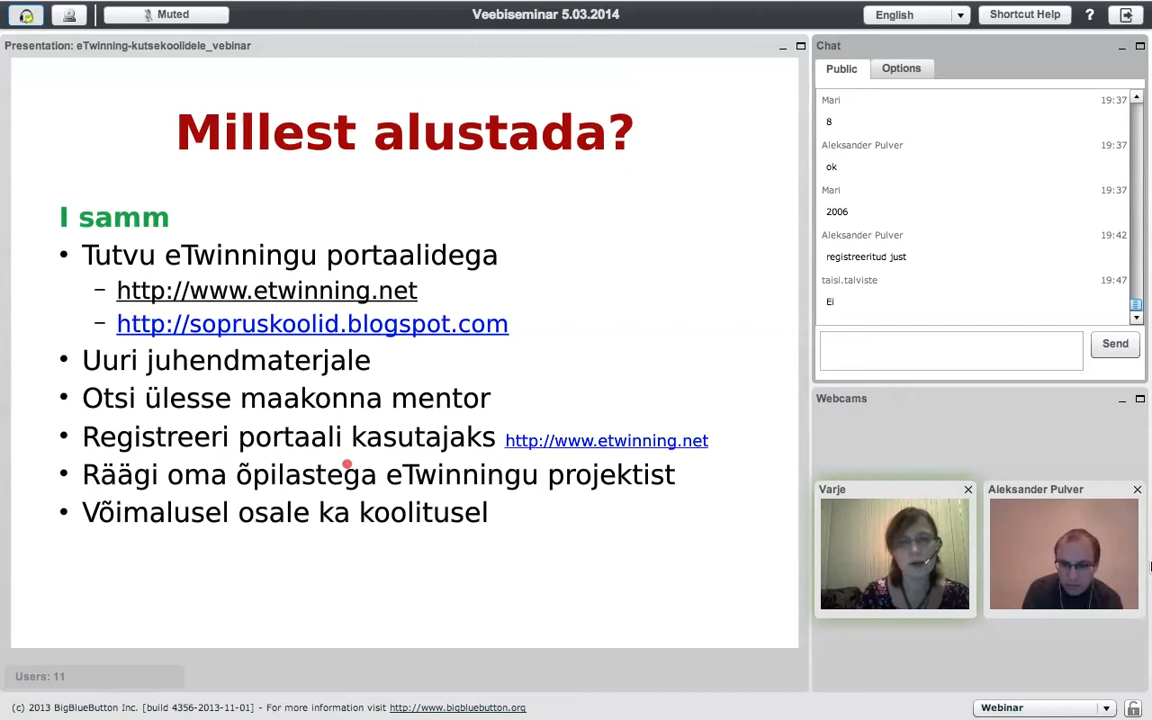 Muted
Veebiseminar 5.03.2014
English
Shortcut Help
?
Presentation: eTwinning-kutsekoolidele_vebinar
Millest alustada?
I samm
• Tutvu eTwinningu portaalidega
– http://www.etwinning.net
– http://sopruskoolid.blogspot.com
• Uuri juhendmaterjale
• Otsi ülesse maakonna mentor
• Registreeri portaali kasutajaks http://www.etwinning.net
• Räägi oma õpilastega eTwinningu projektist
• Võimalusel osale ka koolitusel
Users: 11
Chat
Public
Options
Mari 19:37
8
Aleksander Pulver 19:37
ok
Mari 19:37
2006
Aleksander Pulver 19:42
registreeritud just
taisi.talviste 19:47
Ei
Send
Webcams
Varje
Aleksander Pulver
(c) 2013 BigBlueButton Inc. [build 4356-2013-11-01] - For more information visit http://www.bigbluebutton.org
Webinar